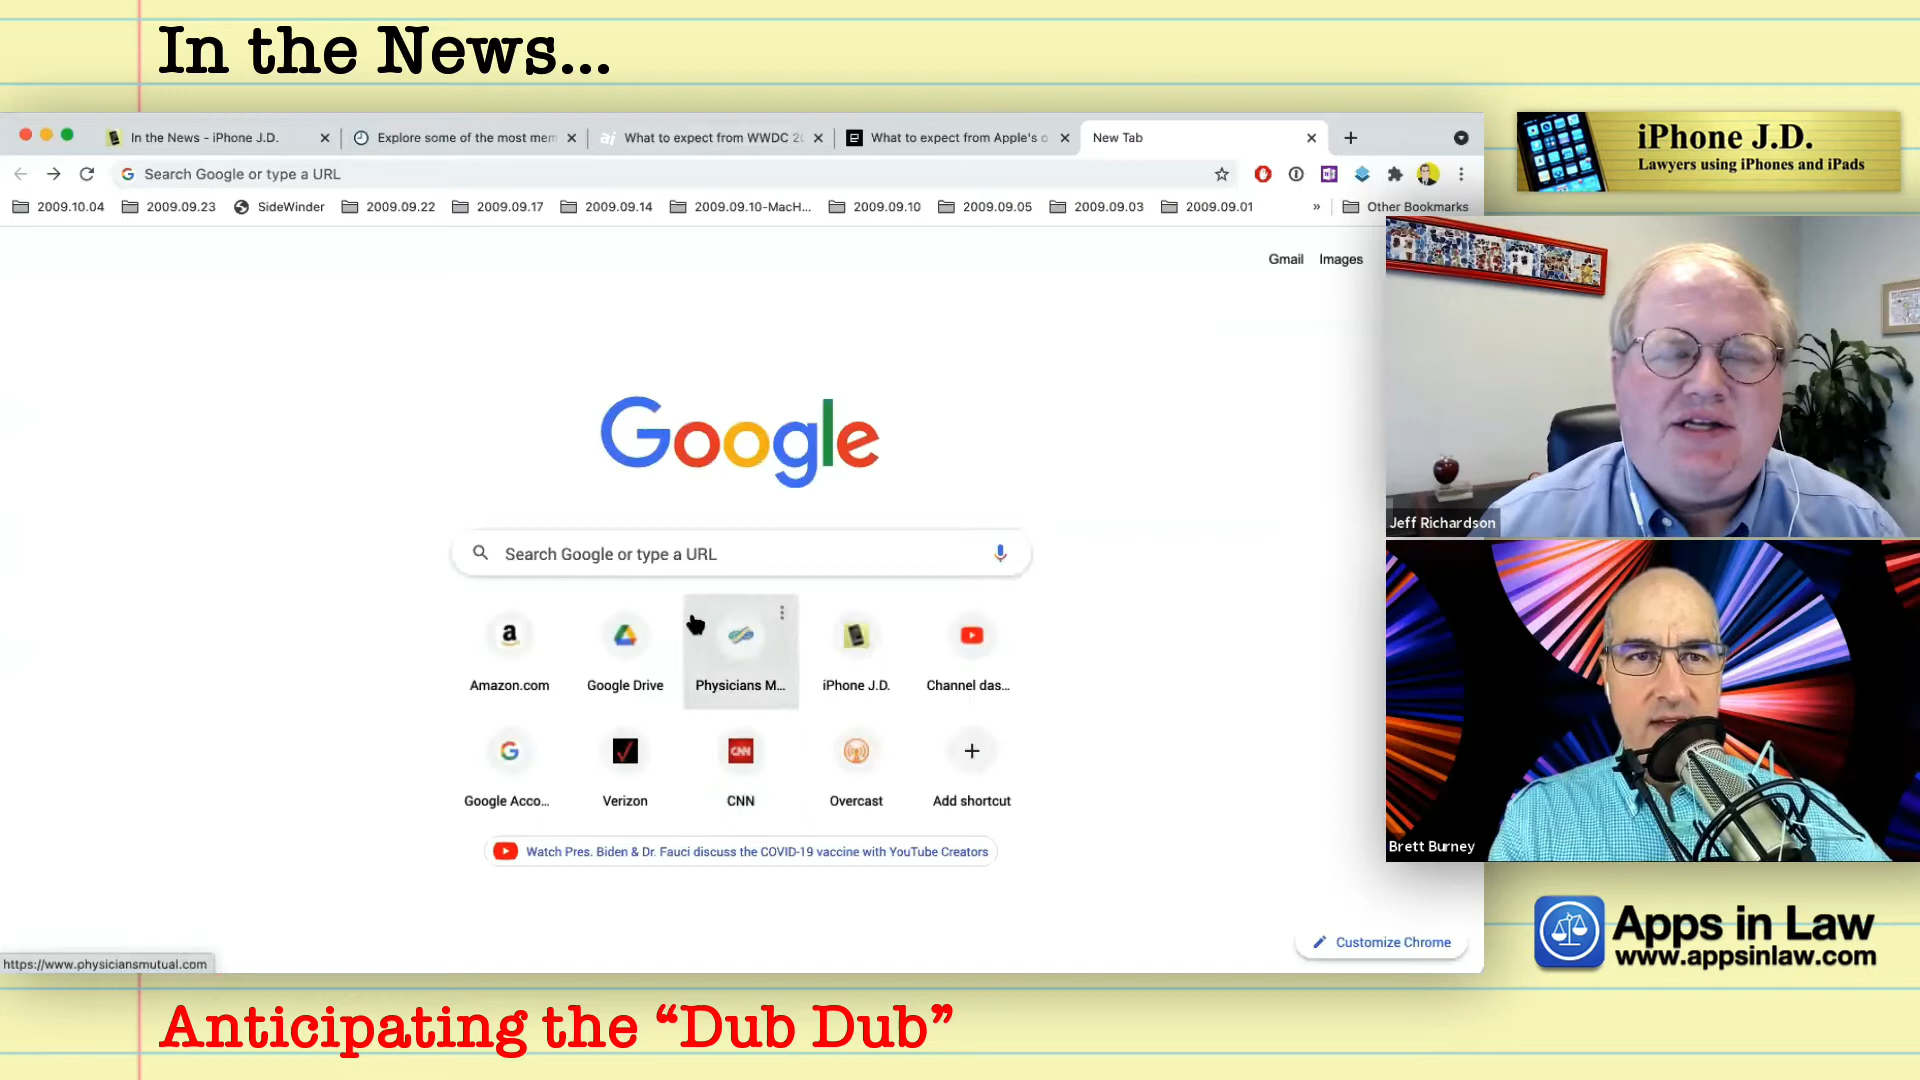 In the News...
In the News - iPhone J.D.
Explore some of the most mem
What to expect from WWDC 20
What to expect from Apple's o
New Tab
Search Google or type a URL
2009.10.04
2009.09.23
SideWinder
2009.09.22
2009.09.17
2009.09.14
2009.09.10-MacH...
2009.09.10
2009.09.05
2009.09.03
2009.09.01
»
Other Bookmarks
iPhone J.D.
Lawyers using iPhones and iPads
Gmail
Images
Google
Search Google or type a URL
Amazon.com
Google Drive
Physicians M...
iPhone J.D.
Channel das...
CNN
Google Acco...
Verizon
CNN
Overcast
Add shortcut
Watch Pres. Biden & Dr. Fauci discuss the COVID-19 vaccine with YouTube Creators
Customize Chrome
https://www.physiciansmutual.com
Jeff Richardson
Brett Burney
Apps in Law
www.appsinlaw.com
Anticipating the “Dub Dub”